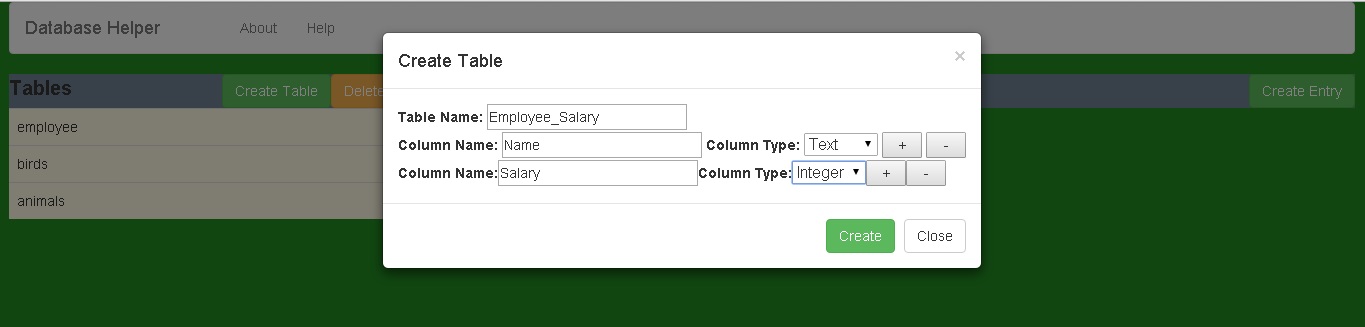 Database Helper About Help
Create Table ×
Tables Create Table Delete Create Entry
Table Name: Employee_Salary
employee
Column Name: Name Column Type: Text + -
birds
Column Name: Salary Column Type: Integer + -
animals
Create Close